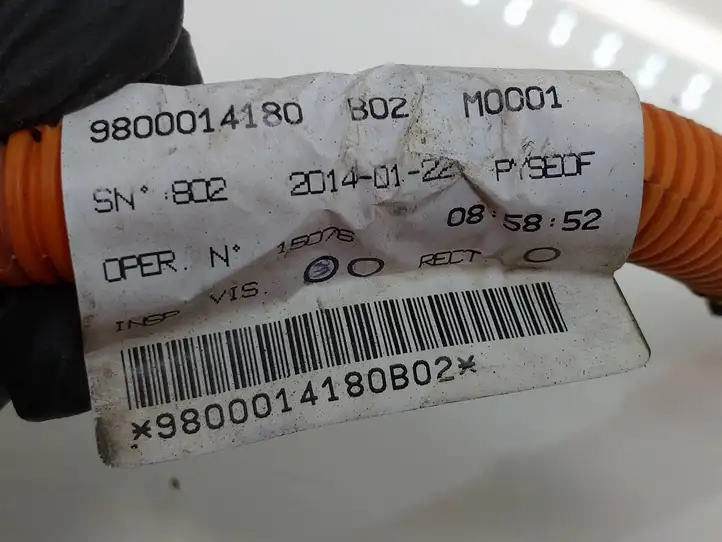 9800014180 B02 M0001
SN° :802 2014-01-22 PYSEOF
08:58:52
OPER. N° 15076
INSP VIS. RECT
*9800014180B02*